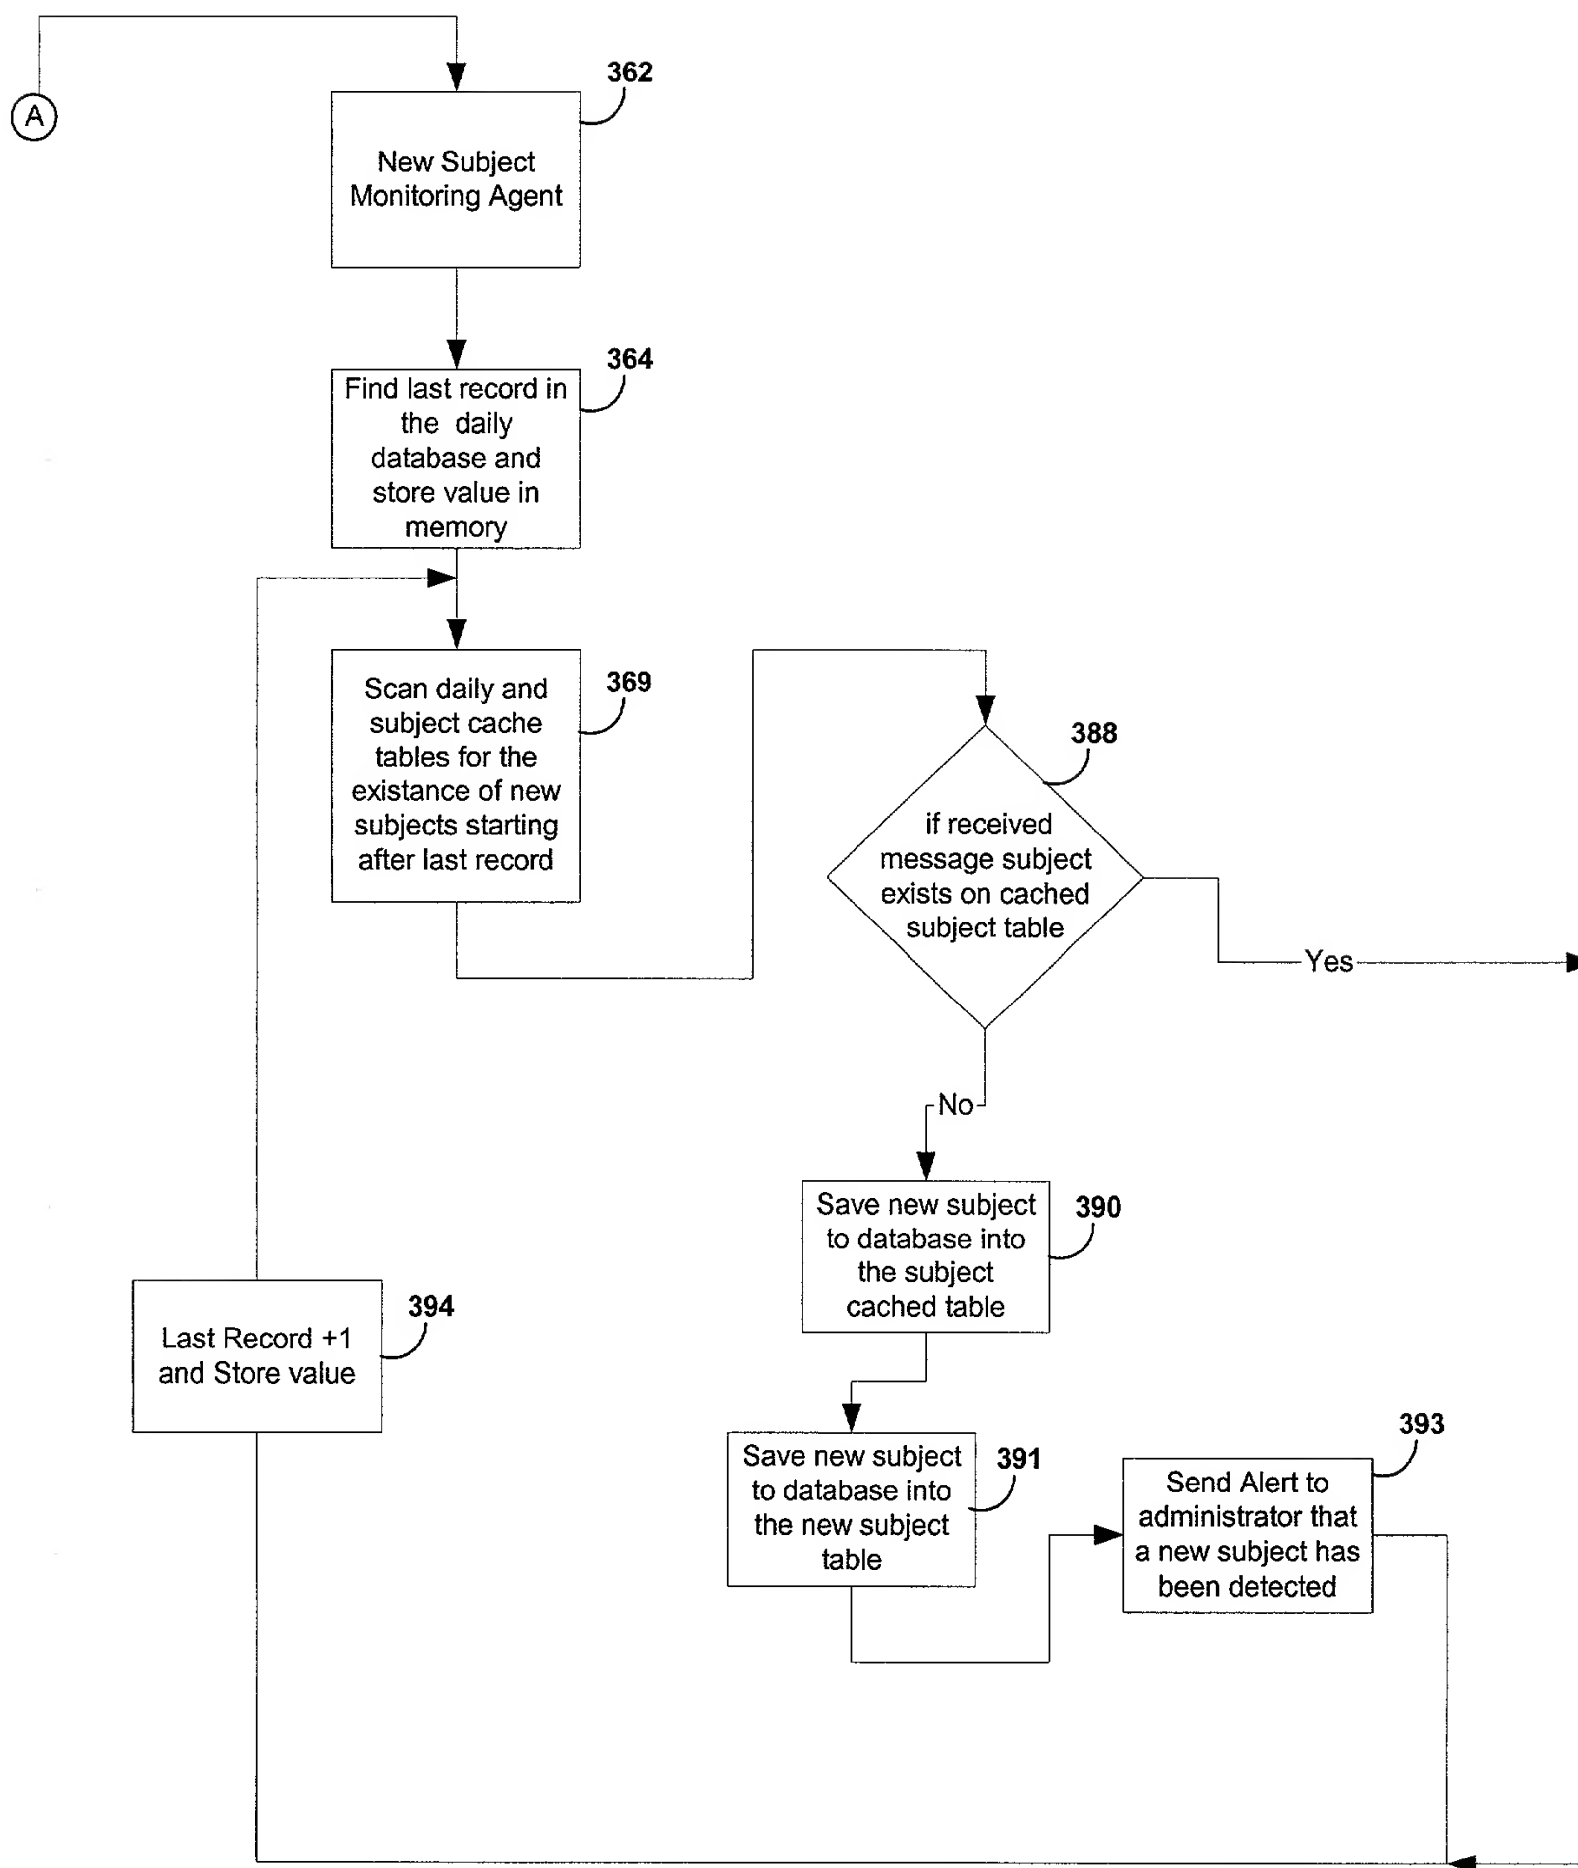 362
A
New Subject
Monitoring Agent
364
Find last record in
the daily
database and
store value in
memory
369
Scan daily and
subject cache
tables for the
existance of new
subjects starting
after last record
388
if received
message subject
exists on cached
subject table
Yes
No
390
Save new subject
to database into
the subject
cached table
394
Last Record +1
and Store value
391
Save new subject
to database into
the new subject
table
393
Send Alert to
administrator that
a new subject has
been detected